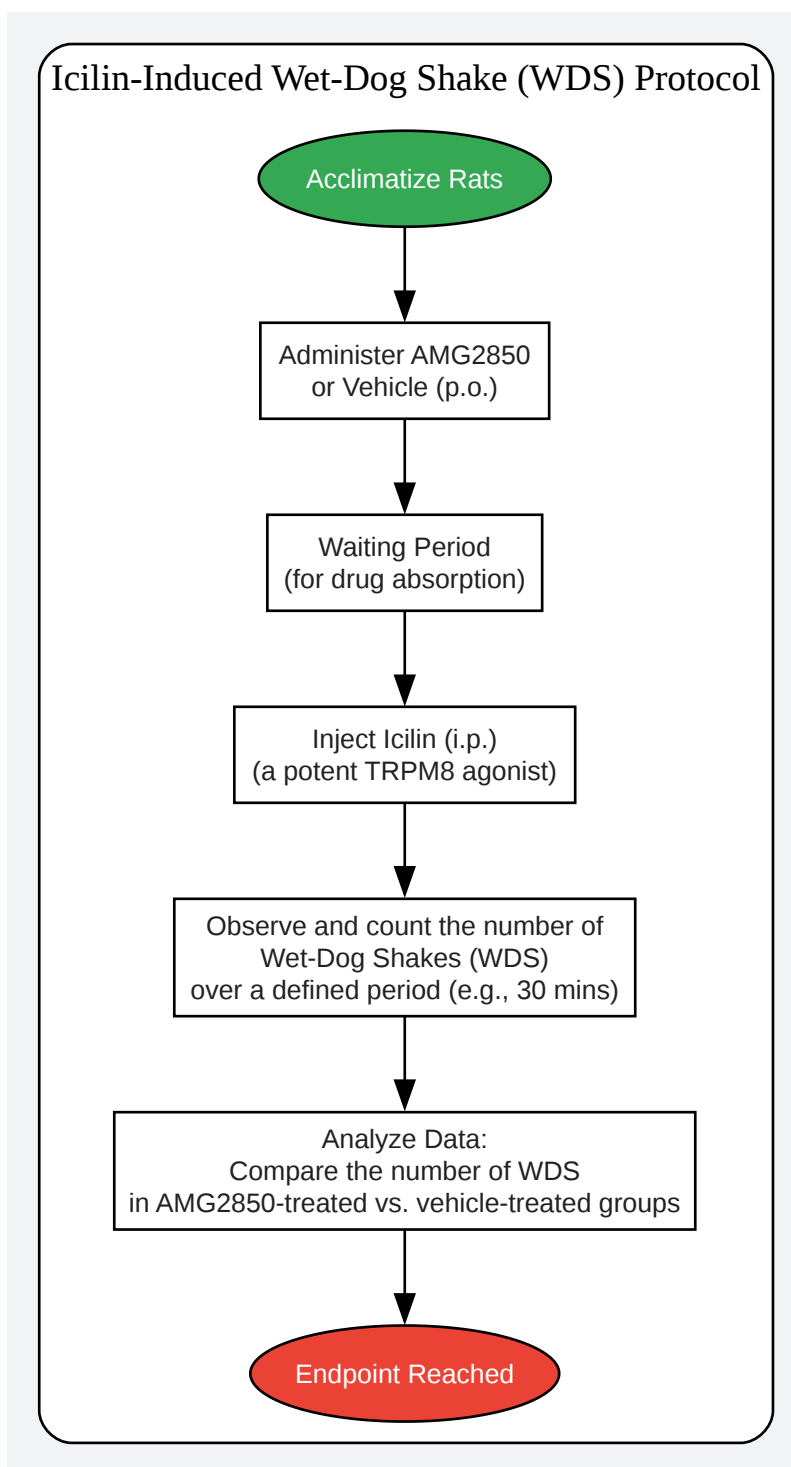 Icilin-Induced Wet-Dog Shake (WDS) Protocol
Acclimatize Rats
Administer AMG2850
or Vehicle (p.o.)
Waiting Period
(for drug absorption)
Inject Icilin (i.p.)
(a potent TRPM8 agonist)
Observe and count the number of
Wet-Dog Shakes (WDS)
over a defined period (e.g., 30 mins)
Analyze Data:
Compare the number of WDS
in AMG2850-treated vs. vehicle-treated groups
Endpoint Reached